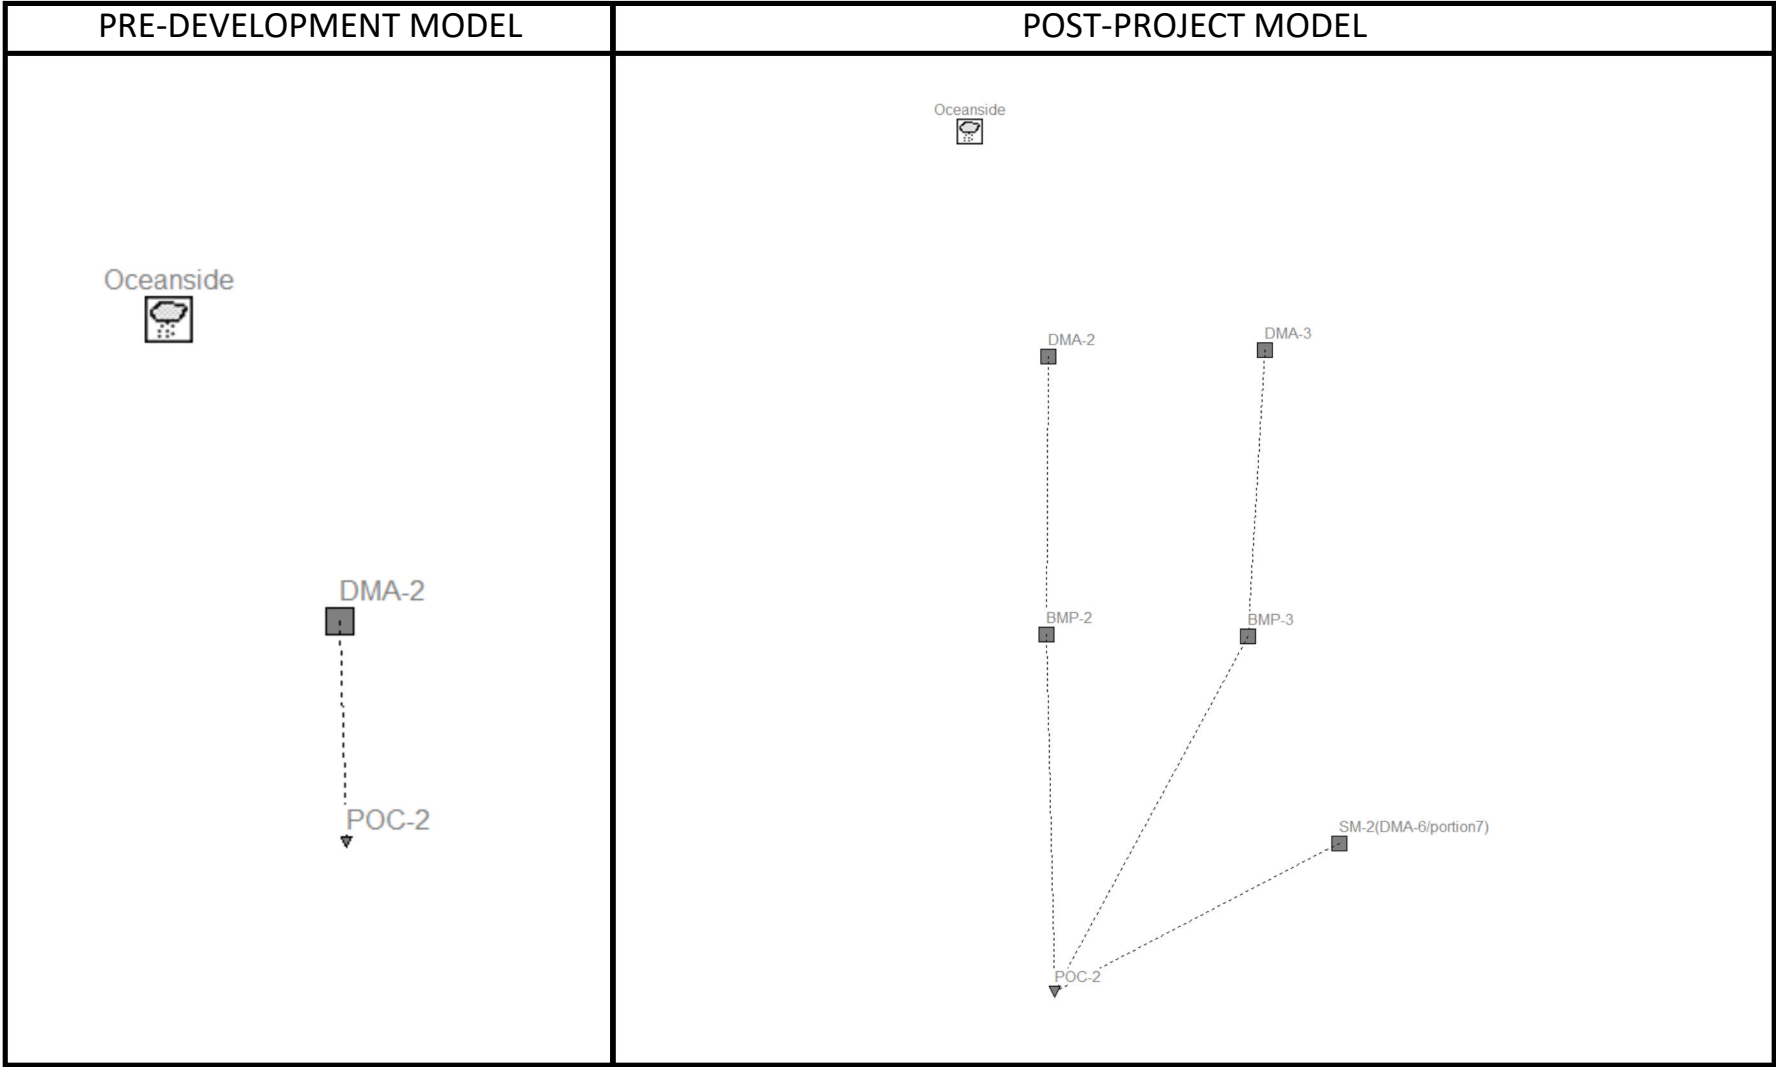 PRE-DEVELOPMENT MODEL
POST-PROJECT MODEL
Oceanside
DMA-2
POC-2
Oceanside
DMA-2
DMA-3
BMP-2
BMP-3
SM-2(DMA-6/portion7)
POC-2